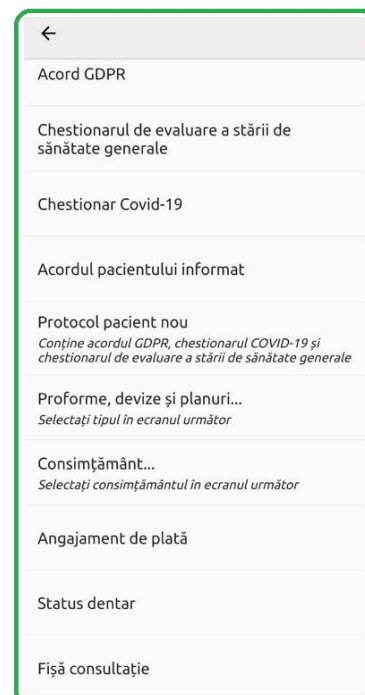 Acord GDPR
Chestionarul de evaluare a stării de
sănătate generale
Chestionar Covid-19
Acordul pacientului informat
Protocol pacient nou
Conține acordul GDPR, chestionarul COVID-19 și
chestionarul de evaluare a stării de sănătate generale
Proforme, devize și planuri...
Selectați tipul în ecranul următor
Consimțământ...
Selectați consimțământul în ecranul următor
Angajament de plată
Status dentar
Fișă consultație